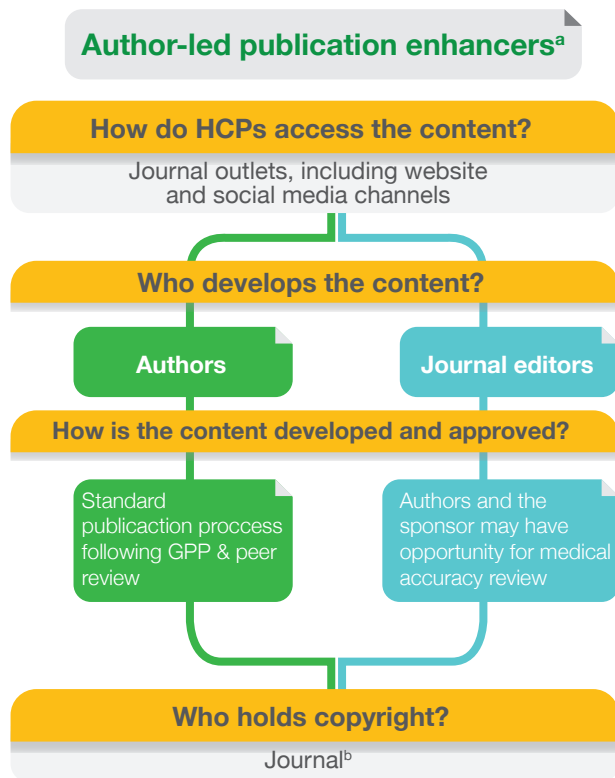 Author-led publication enhancersᵃ
How do HCPs access the content?
Journal outlets, including website
and social media channels
Who develops the content?
Authors
Journal editors
How is the content developed and approved?
Standard
publicaction proccess
following GPP & peer
review
Authors and the
sponsor may have
opportunity for medical
accuracy review
Who holds copyright?
Journalᵇ